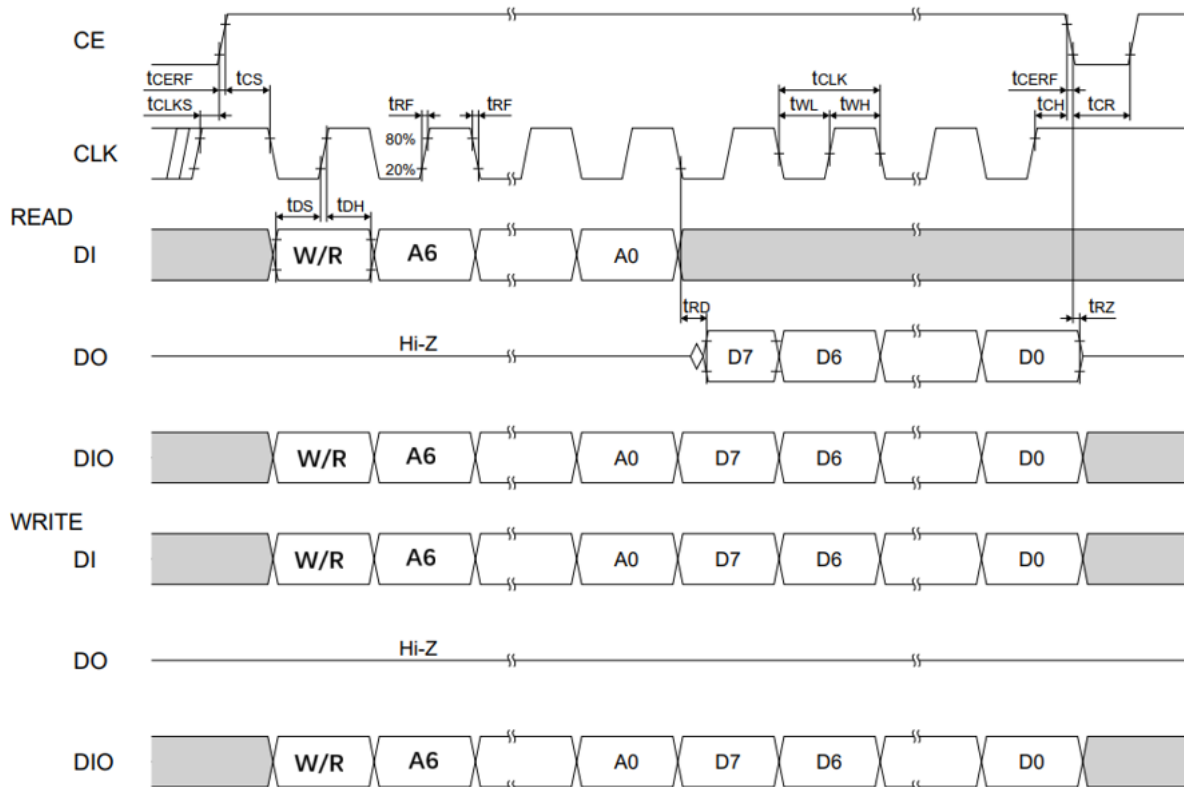 CE
tCERF tCS tCLK tCERF
tCLKS tRF tRF tWL tWH tCH tCR
CLK 80%
20%
READ tDS tDH
DI W/R A6 A0
tRD tRZ
DO Hi-Z D7 D6 D0
DIO W/R A6 A0 D7 D6 D0
WRITE
DI W/R A6 A0 D7 D6 D0
DO Hi-Z
DIO W/R A6 A0 D7 D6 D0